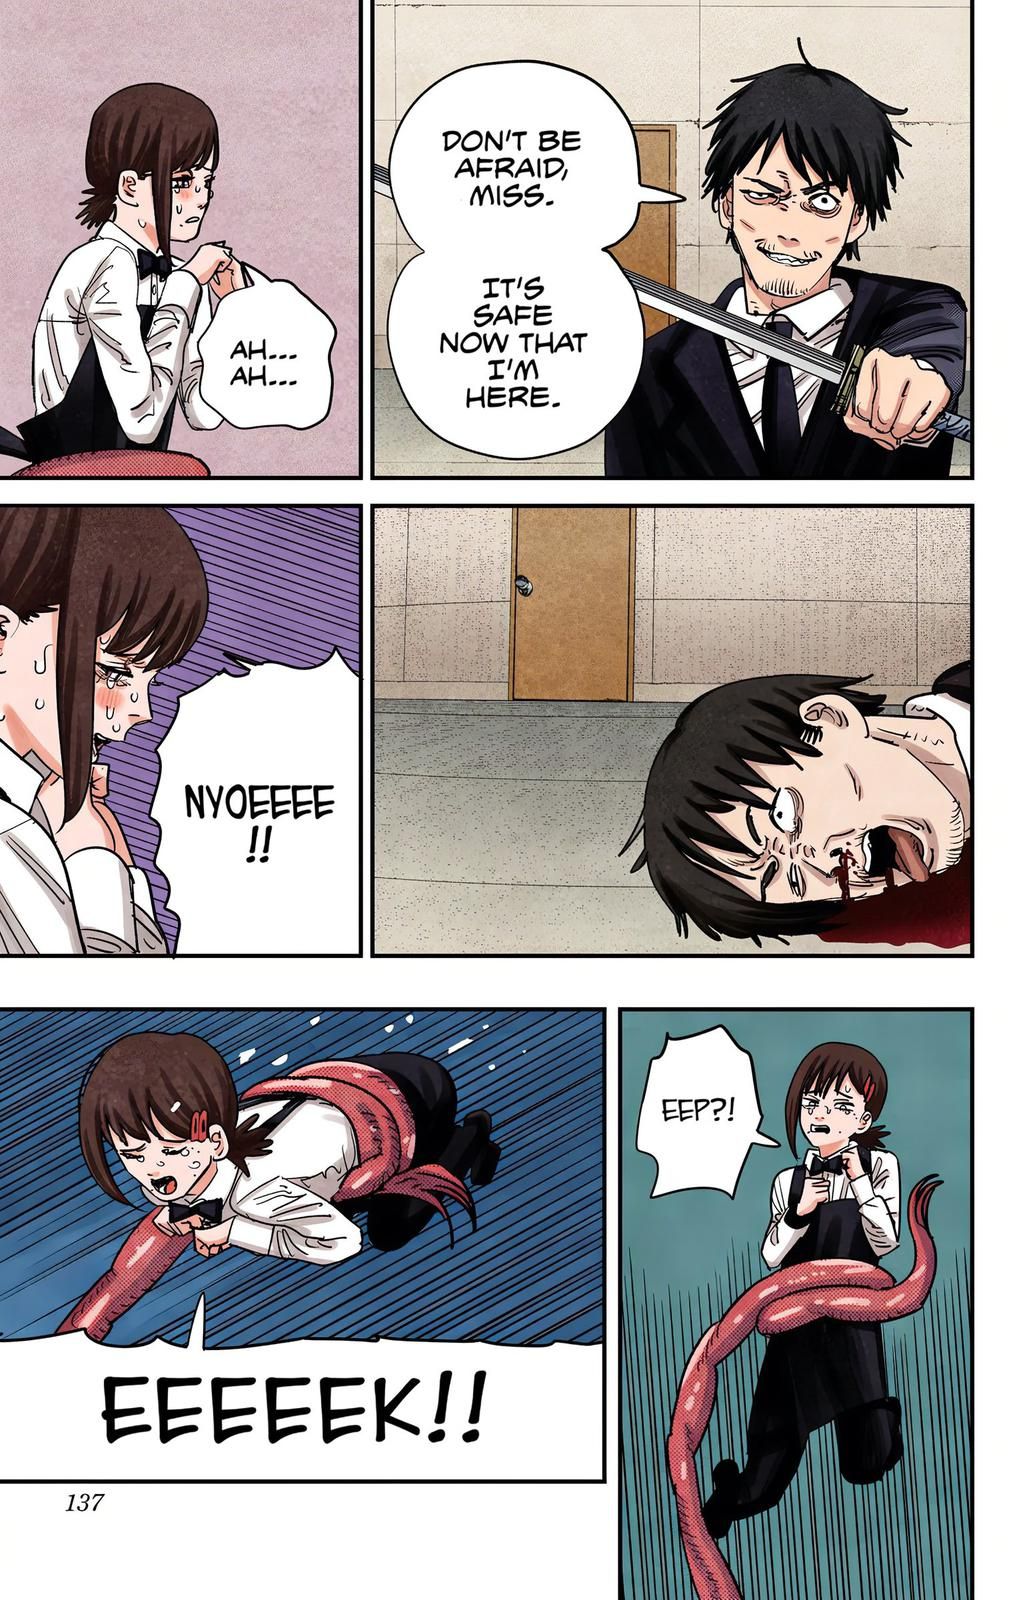 DON'T BE
AFRAID,
MISS.
IT'S
SAFE
NOW THAT
I'M
HERE.
AH...
AH...
NYOEEEE
!!
EEP?!
EEEEEK!!
137